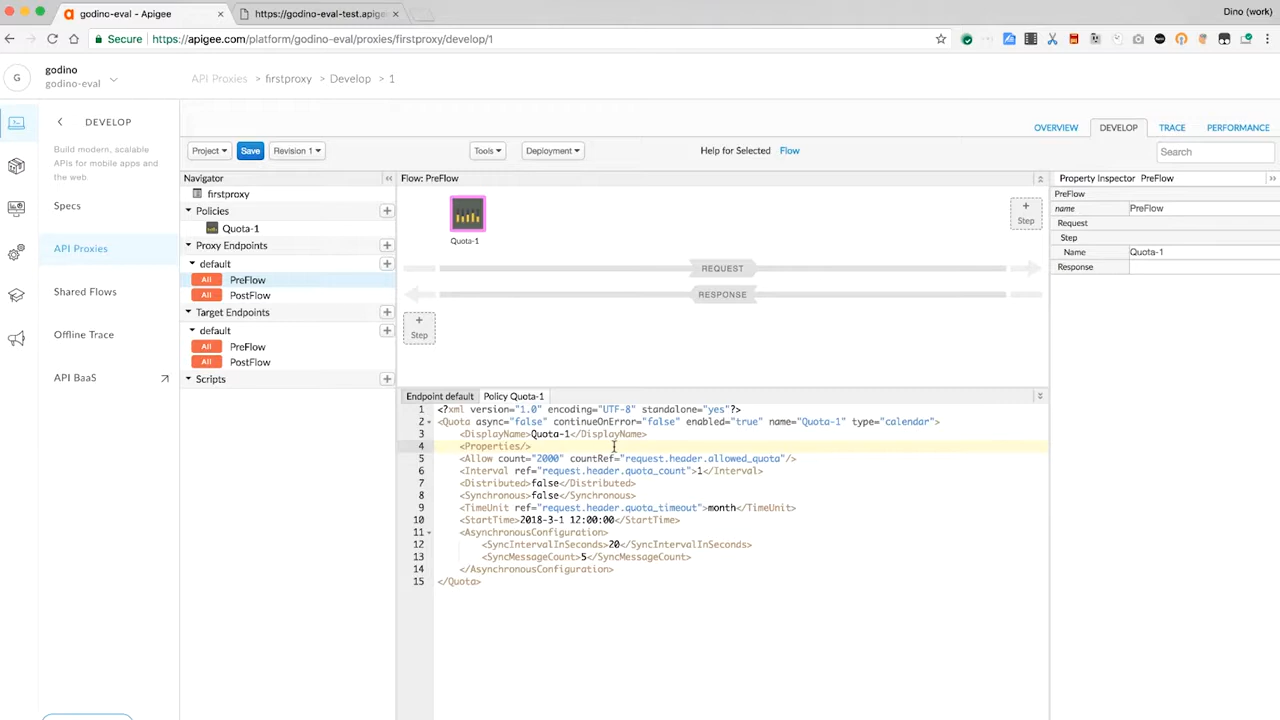 godino-eval - Apigee
https://godino-eval-test.apigee
Dino (work)
Secure https://apigee.com/platform/godino-eval/proxies/firstproxy/develop/1
G
godino
godino-eval
API Proxies > firstproxy > Develop > 1
DEVELOP
Build modern, scalable
APIs for mobile apps and
the web.
Specs
API Proxies
Shared Flows
Offline Trace
API BaaS
OVERVIEW DEVELOP TRACE PERFORMANCE
Project Save Revision 1 Tools Deployment Help for Selected Flow Search
Navigator
firstproxy
Policies
Quota-1
Proxy Endpoints
default
All PreFlow
All PostFlow
Target Endpoints
default
All PreFlow
All PostFlow
Scripts
Flow: PreFlow
Quota-1
+
Step
REQUEST
RESPONSE
+
Step
Property Inspector PreFlow
PreFlow
name PreFlow
Request
Step
Name Quota-1
Response
Endpoint default Policy Quota-1
1 <?xml version="1.0" encoding="UTF-8" standalone="yes"?>
2 <Quota async="false" continueOnError="false" enabled="true" name="Quota-1" type="calendar">
3 <DisplayName>Quota-1</DisplayName>
4 <Properties/>
5 <Allow count="2000" countRef="request.header.allowed_quota"/>
6 <Interval ref="request.header.quota_count">1</Interval>
7 <Distributed>false</Distributed>
8 <Synchronous>false</Synchronous>
9 <TimeUnit ref="request.header.quota_timeout">month</TimeUnit>
10 <StartTime>2018-3-1 12:00:00</StartTime>
11 <AsynchronousConfiguration>
12 <SyncIntervalInSeconds>20</SyncIntervalInSeconds>
13 <SyncMessageCount>5</SyncMessageCount>
14 </AsynchronousConfiguration>
15 </Quota>